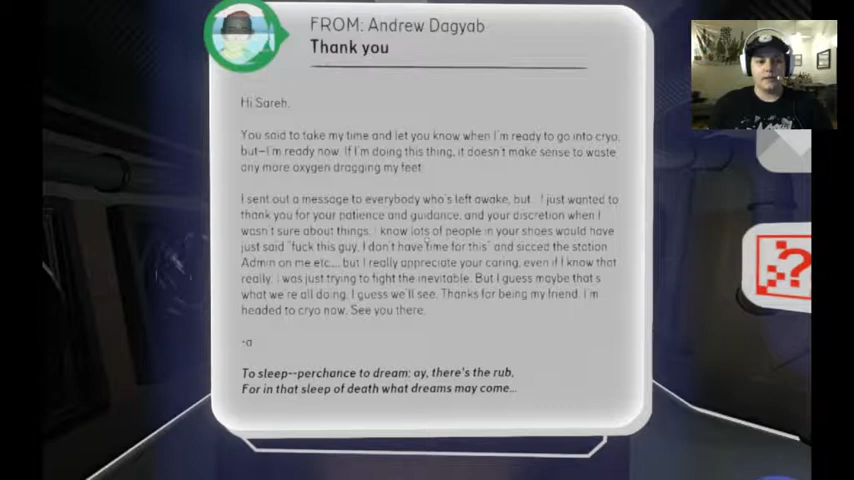 FROM: Andrew Dagyab
Thank you
Hi Sareh,
You said to take my time and let you know when I'm ready to go into cryo,
but—I'm ready now. If I'm doing this thing, it doesn't make sense to waste
any more oxygen dragging my feet
I sent out a message to everybody who's left awake, but.. I just wanted to
thank you for your patience and guidance, and your discretion when I
wasn't sure about things. I know lots of people in your shoes would have
just said "fuck this guy, I don't have time for this" and sicced the station
Admin on me etc.... but I really appreciate your caring, even if I know that
really, I was just trying to fight the inevitable. But I guess maybe that's
what we're all doing. I guess we'll see. Thanks for being my friend. I'm
headed to cryo now. See you there.
-a
To sleep--perchance to dream: ay, there's the rub,
For in that sleep of death what dreams may come...
?